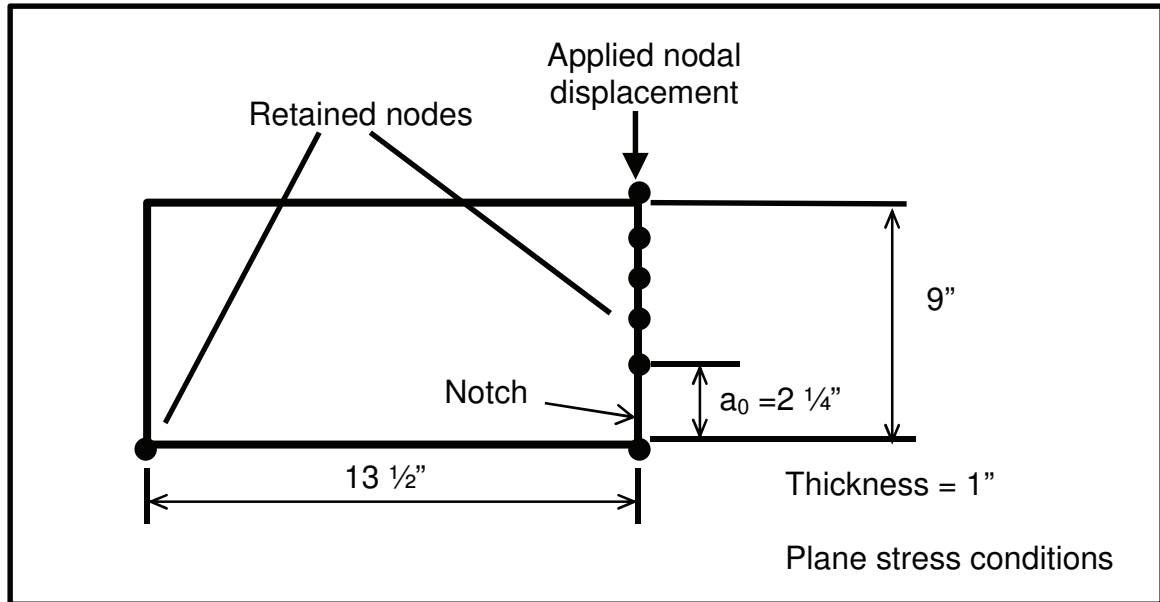 Applied nodal
displacement
Retained nodes
9”
Notch
a₀ =2 ¼”
13 ½”
Thickness = 1”
Plane stress conditions